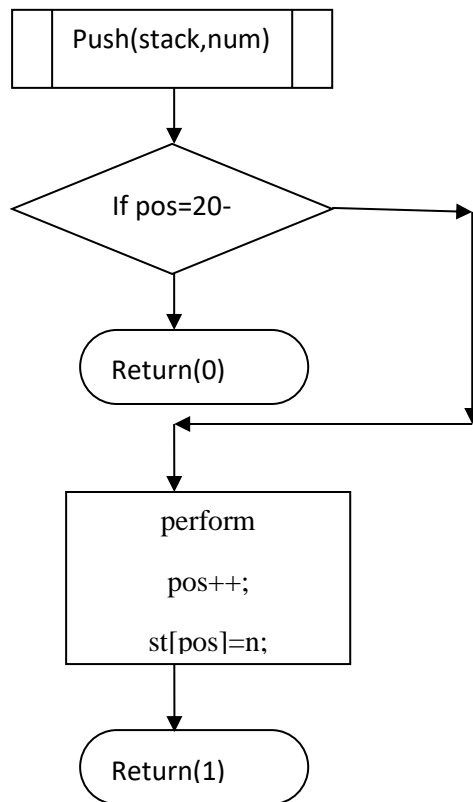 Push(stack,num)
If pos=20-
Return(0)
perform
pos++;
st[pos]=n;
Return(1)